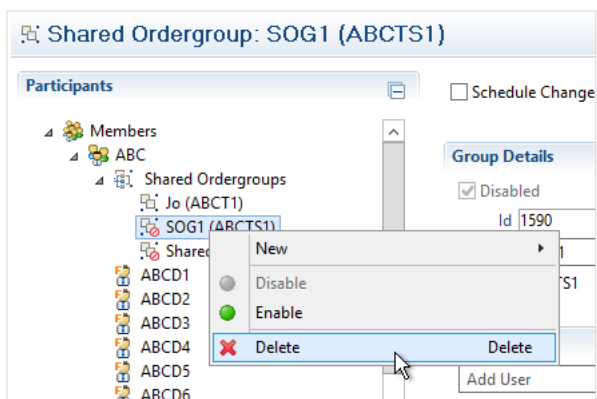 Shared Ordergroup: SOG1 (ABCTS1)
Participants
Schedule Change
Members
ABC
Group Details
Shared Ordergroups
Disabled
Jo (ABCT1)
Id 1590
SOG1 (ABCTS1)
Shared
New
ABCD1
Disable
ABCD2
Enable
ABCD3
ABCD4
Delete Delete
ABCD5
Add User
ABCD6